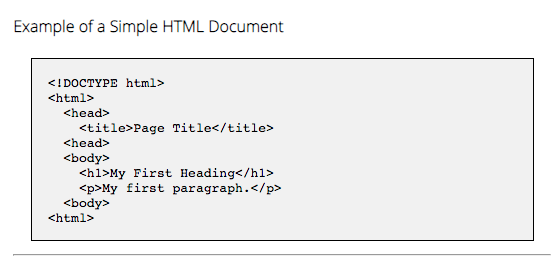 Example of a Simple HTML Document
<!DOCTYPE html>
<html>
<head>
<title>Page Title</title>
<head>
<body>
<h1>My First Heading</h1>
<p>My first paragraph.</p>
<body>
<html>